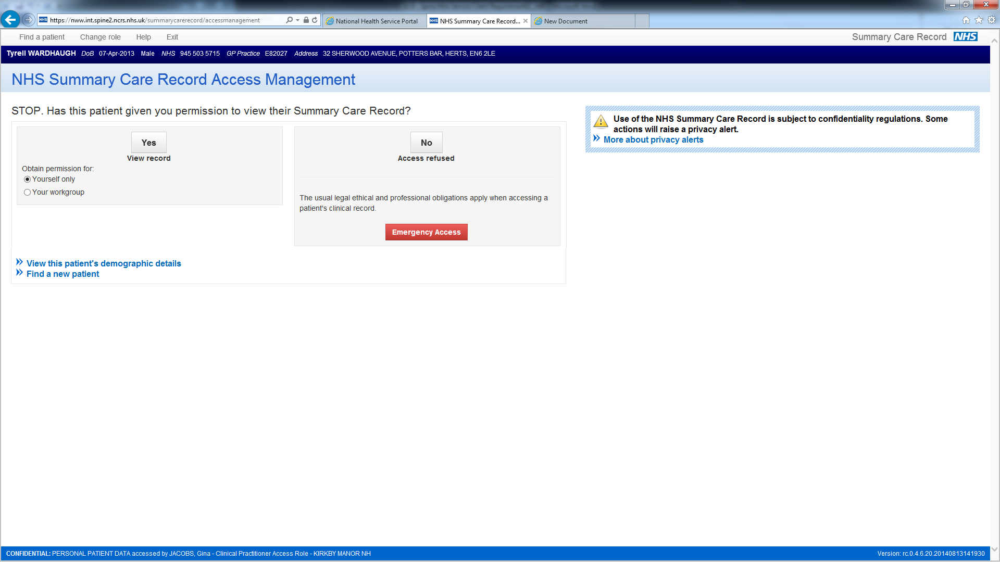 NHS https://nww.int.spine2.ncrs.nhs.uk/summarycarerecord/accessmanagement
National Health Service Portal
NHS NHS Summary Care Record...
New Document
Find a patient Change role Help Exit
Summary Care Record NHS
Tyrell WARDHAUGH DoB 07-Apr-2013 Male NHS 945 503 5715 GP Practice E82027 Address 32 SHERWOOD AVENUE, POTTERS BAR, HERTS, EN6 2LE
NHS Summary Care Record Access Management
STOP. Has this patient given you permission to view their Summary Care Record?
Yes
View record
Obtain permission for:
Yourself only
Your workgroup
No
Access refused
The usual legal ethical and professional obligations apply when accessing a
patient's clinical record.
Emergency Access
View this patient's demographic details
Find a new patient
Use of the NHS Summary Care Record is subject to confidentiality regulations. Some
actions will raise a privacy alert.
More about privacy alerts
CONFIDENTIAL: PERSONAL PATIENT DATA accessed by JACOBS, Gina - Clinical Practitioner Access Role - KIRKBY MANOR NH
Version: rc.0.4.6.20.20140813141930